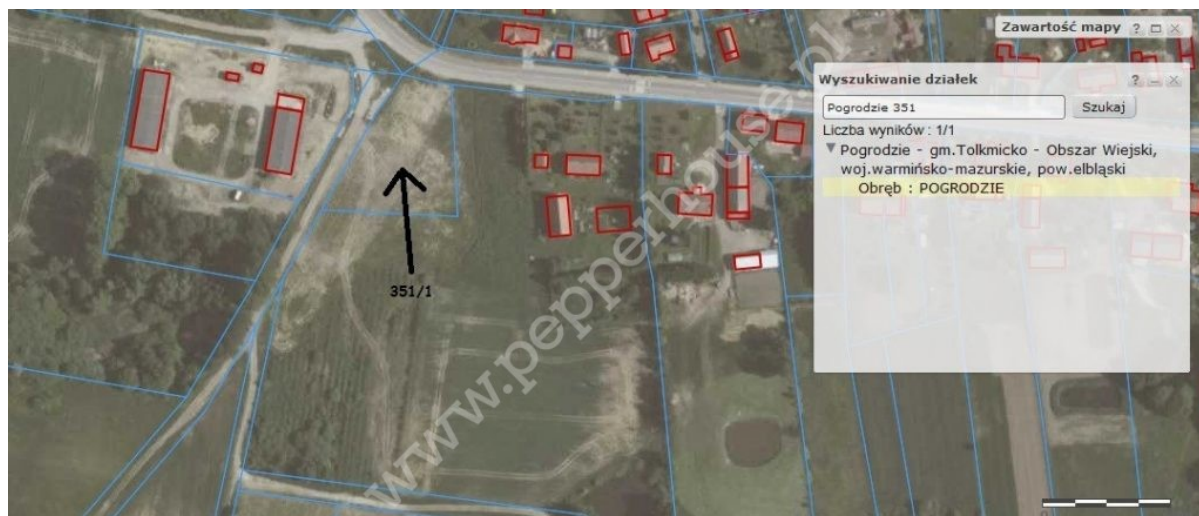 Zawartość mapy ? □ ×
Wyszukiwanie działek ? – ×
Pogrodzie 351
Szukaj
Liczba wyników : 1/1
Pogrodzie - gm.Tolkmicko - Obszar Wiejski,
woj.warmińsko-mazurskie, pow.elbląski
Obręb : POGRODZIE
351/1
www.pepperhouse.pl
0